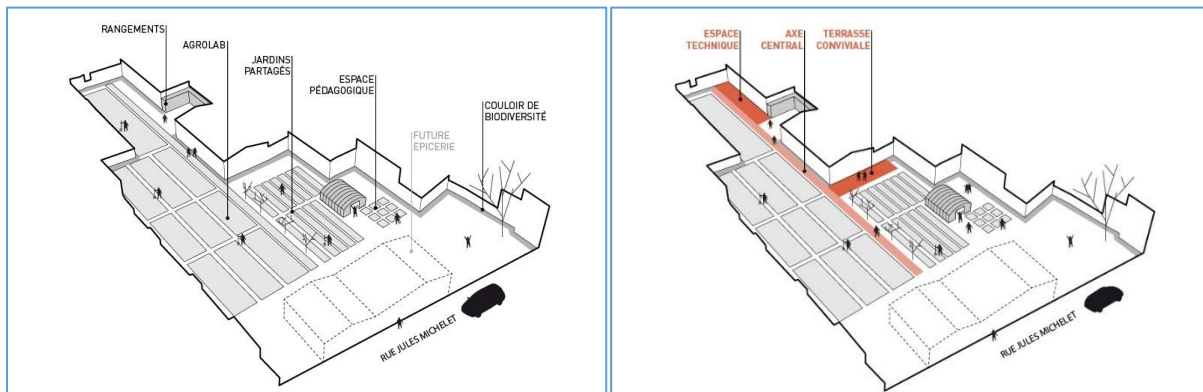 RANGEMENTS
AGROLAB
JARDINS
PARTAGÉS
ESPACE
PÉDAGOGIQUE
COULOIR DE
BIODIVERSITÉ
FUTURE
EPICERIE
RUE JULES MICHELET
ESPACE
TECHNIQUE
AXE
CENTRAL
TERRASSE
CONVIVIALE
RUE JULES MICHELET